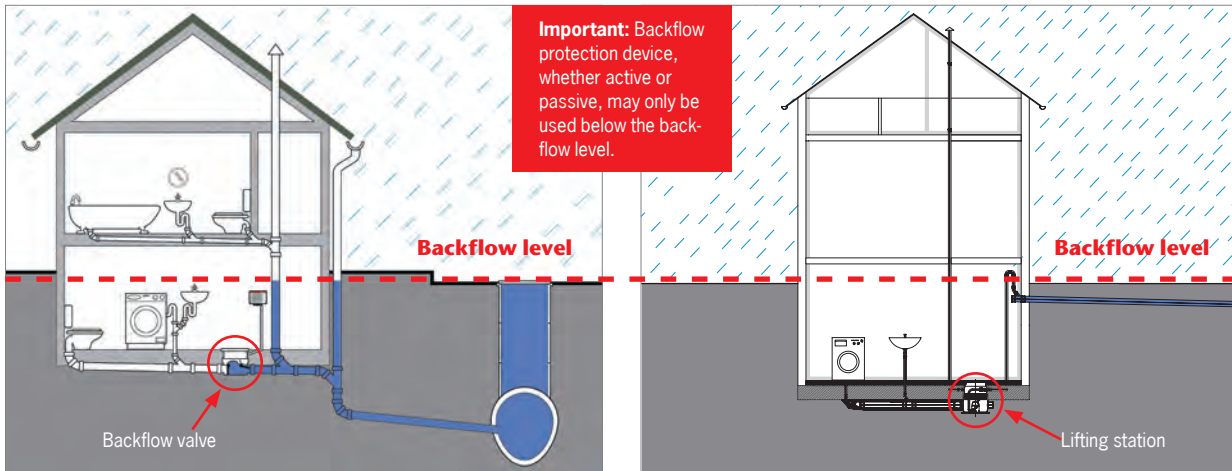 Important: Backflow
protection device,
whether active or
passive, may only be
used below the back-
flow level.
Backflow level
Backflow level
Backflow valve
Lifting station